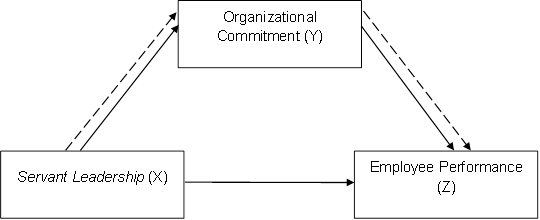 Organizational
Commitment (Y)
Servant Leadership (X)
Employee Performance
(Z)